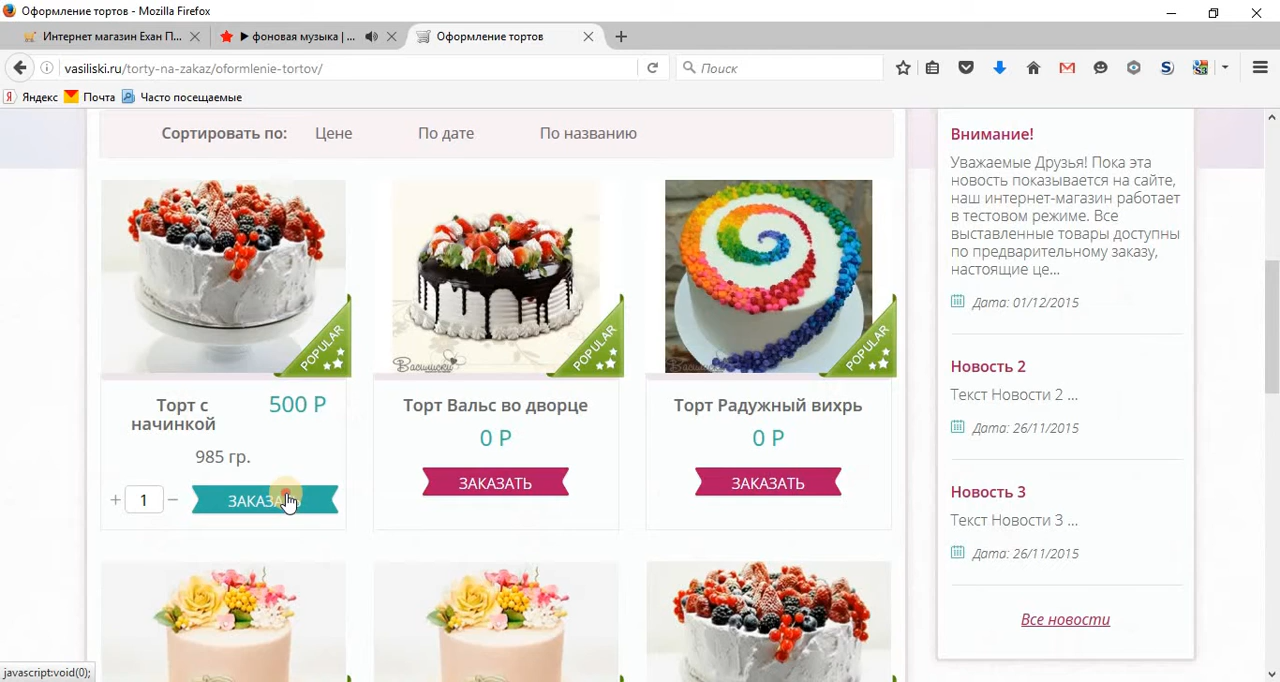 Оформление тортов - Mozilla Firefox
Интернет магазин Ехан П...
▶ фоновая музыка | ...
Оформление тортов
vasiliski.ru/torty-na-zakaz/oformlenie-tortov/
Поиск
Яндекс Почта Часто посещаемые
Сортировать по: Цене По дате По названию
POPULAR
POPULAR
POPULAR
Василиски
Торт с
начинкой
500 Р
985 гр.
+ 1 −
ЗАКАЗАТЬ
Торт Вальс во дворце
0 Р
ЗАКАЗАТЬ
Торт Радужный вихрь
0 Р
ЗАКАЗАТЬ
Внимание!
Уважаемые Друзья! Пока эта
новость показывается на сайте,
наш интернет-магазин работает
в тестовом режиме. Все
выставленные товары доступны
по предварительному заказу,
настоящие це...
Дата: 01/12/2015
Новость 2
Текст Новости 2 ...
Дата: 26/11/2015
Новость 3
Текст Новости 3 ...
Дата: 26/11/2015
Все новости
javascript:void(0);